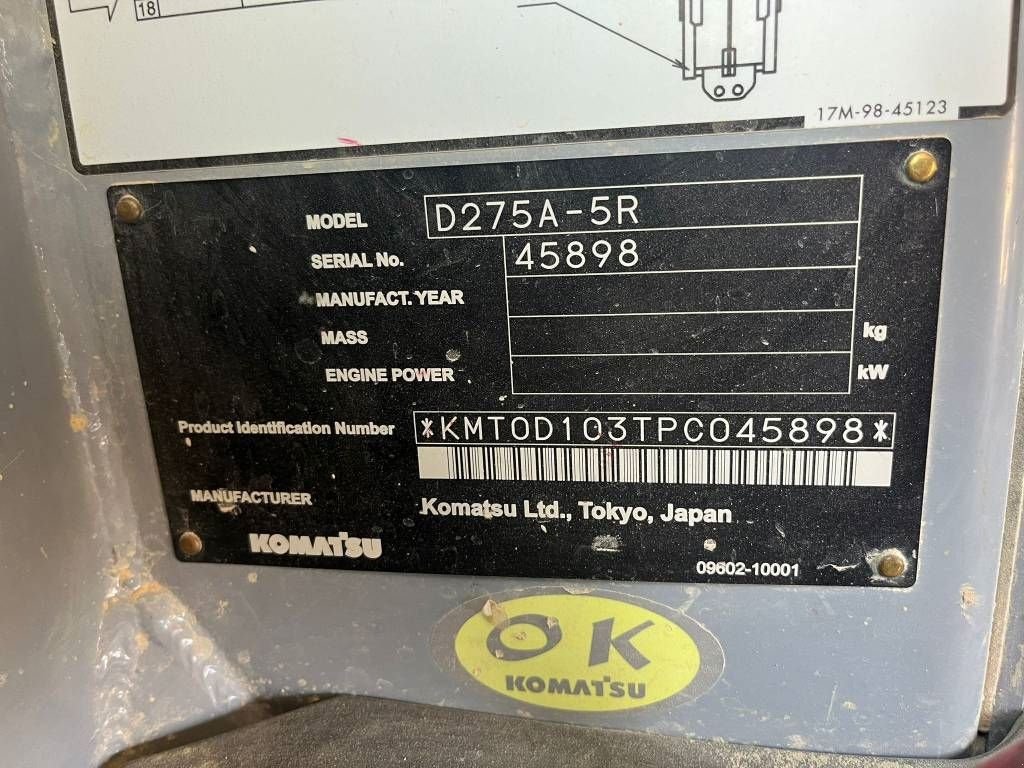 18
17M-98-45123
MODEL D275A-5R
SERIAL No. 45898
MANUFACT. YEAR
MASS kg
ENGINE POWER kW
Product Identification Number *KMT0D103TPC045898*
MANUFACTURER Komatsu Ltd., Tokyo, Japan
KOMATSU 09602-10001
OK
KOMATSU